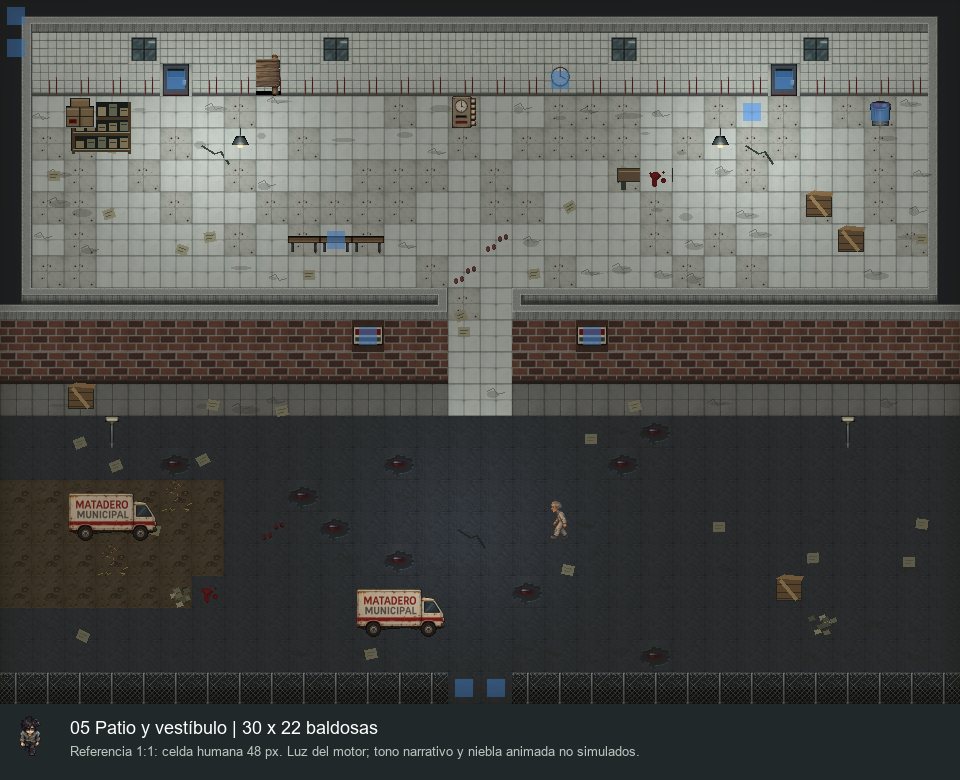 MATADERO
MUNICIPAL
MATADERO
MUNICIPAL
05 Patio y vestíbulo | 30 x 22 baldosas
Referencia 1:1: celda humana 48 px. Luz del motor; tono narrativo y niebla animada no simulados.